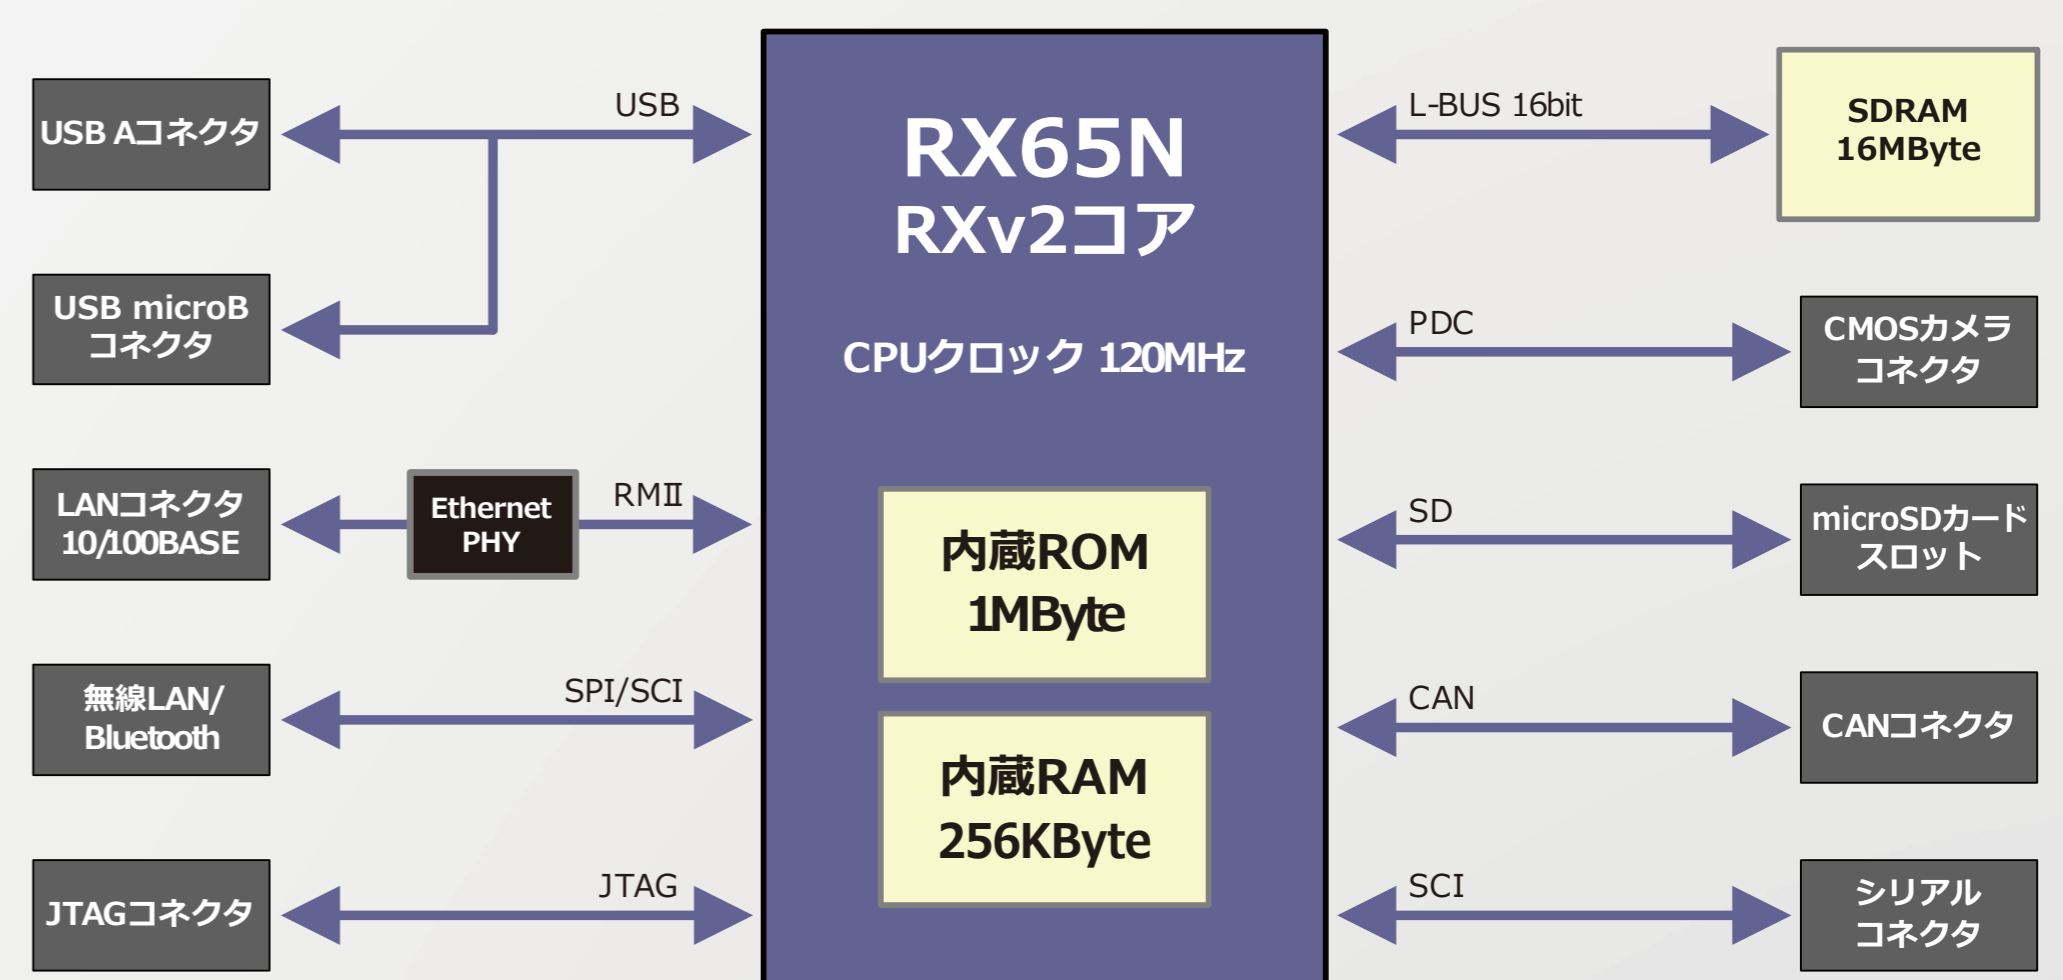 USB Aコネクタ
USB
USB microB
コネクタ
LANコネクタ
10/100BASE
Ethernet
PHY
RMⅡ
無線LAN/
Bluetooth
SPI/SCI
JTAGコネクタ
JTAG
RX65N
RXv2コア
CPUクロック 120MHz
内蔵ROM
1MByte
内蔵RAM
256KByte
L-BUS 16bit
SDRAM
16MByte
PDC
CMOSカメラ
コネクタ
SD
microSDカード
スロット
CAN
CANコネクタ
SCI
シリアル
コネクタ